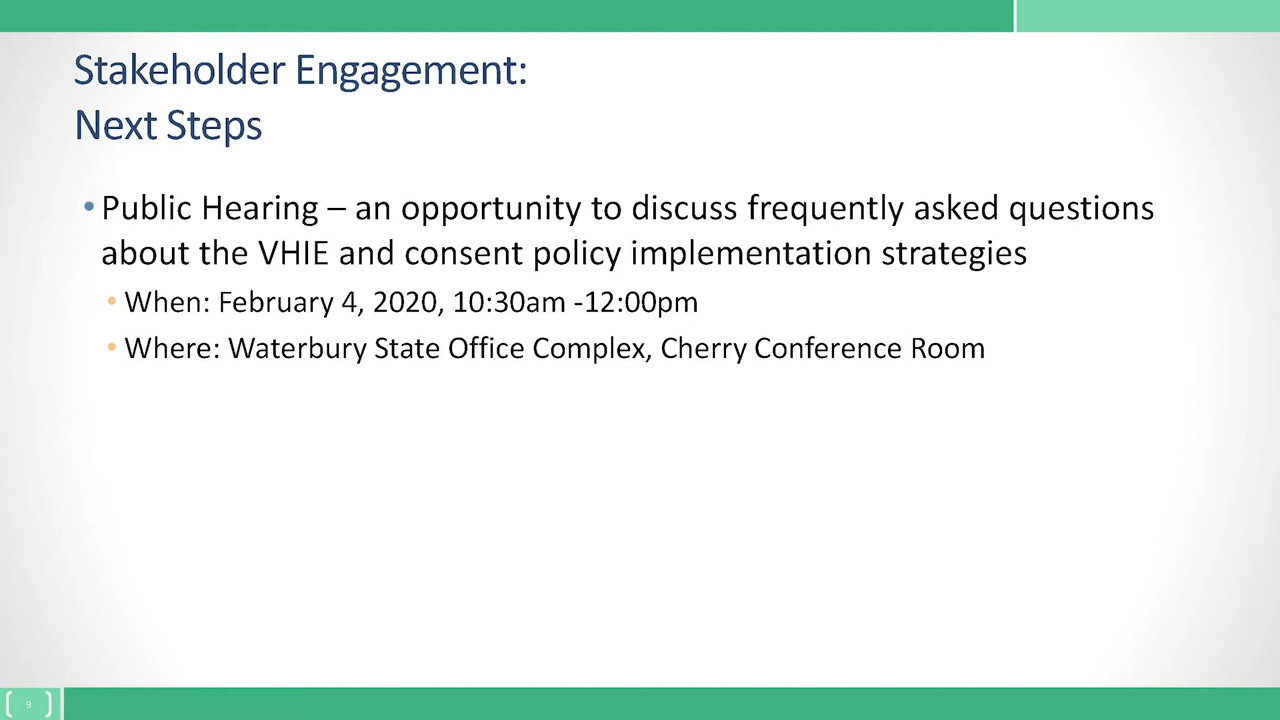 Stakeholder Engagement:
Next Steps
• Public Hearing – an opportunity to discuss frequently asked questions
about the VHIE and consent policy implementation strategies
• When: February 4, 2020, 10:30am -12:00pm
• Where: Waterbury State Office Complex, Cherry Conference Room
9